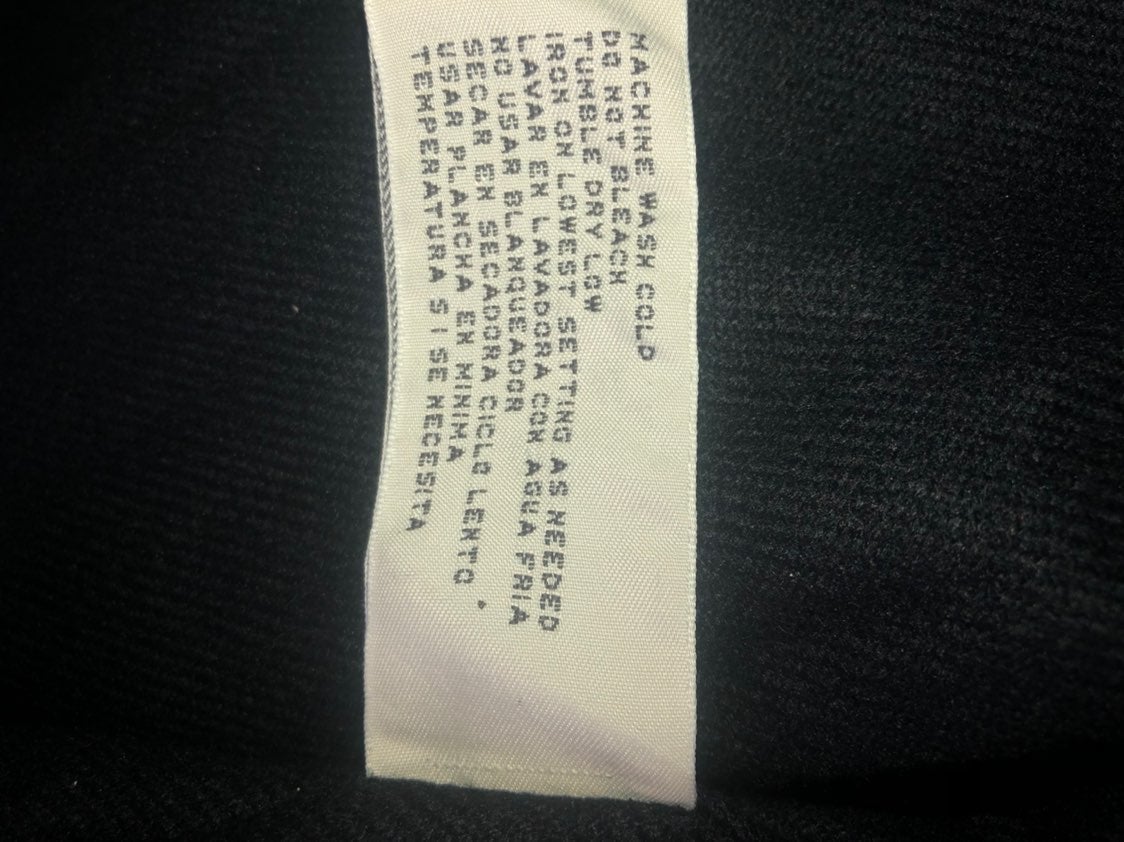 MACHINE WASH COLD
DO NOT BLEACH
TUMBLE DRY LOW
IRON ON LOWEST SETTING AS NEEDED
LAVAR EN LAVADORA CON AGUA FRIA
NO USAR BLANQUEADOR
SECAR EN SECADORA CICLO LENTO
USAR PLANCHA EN MINIMA
TEMPERATURA SI SE NECESITA